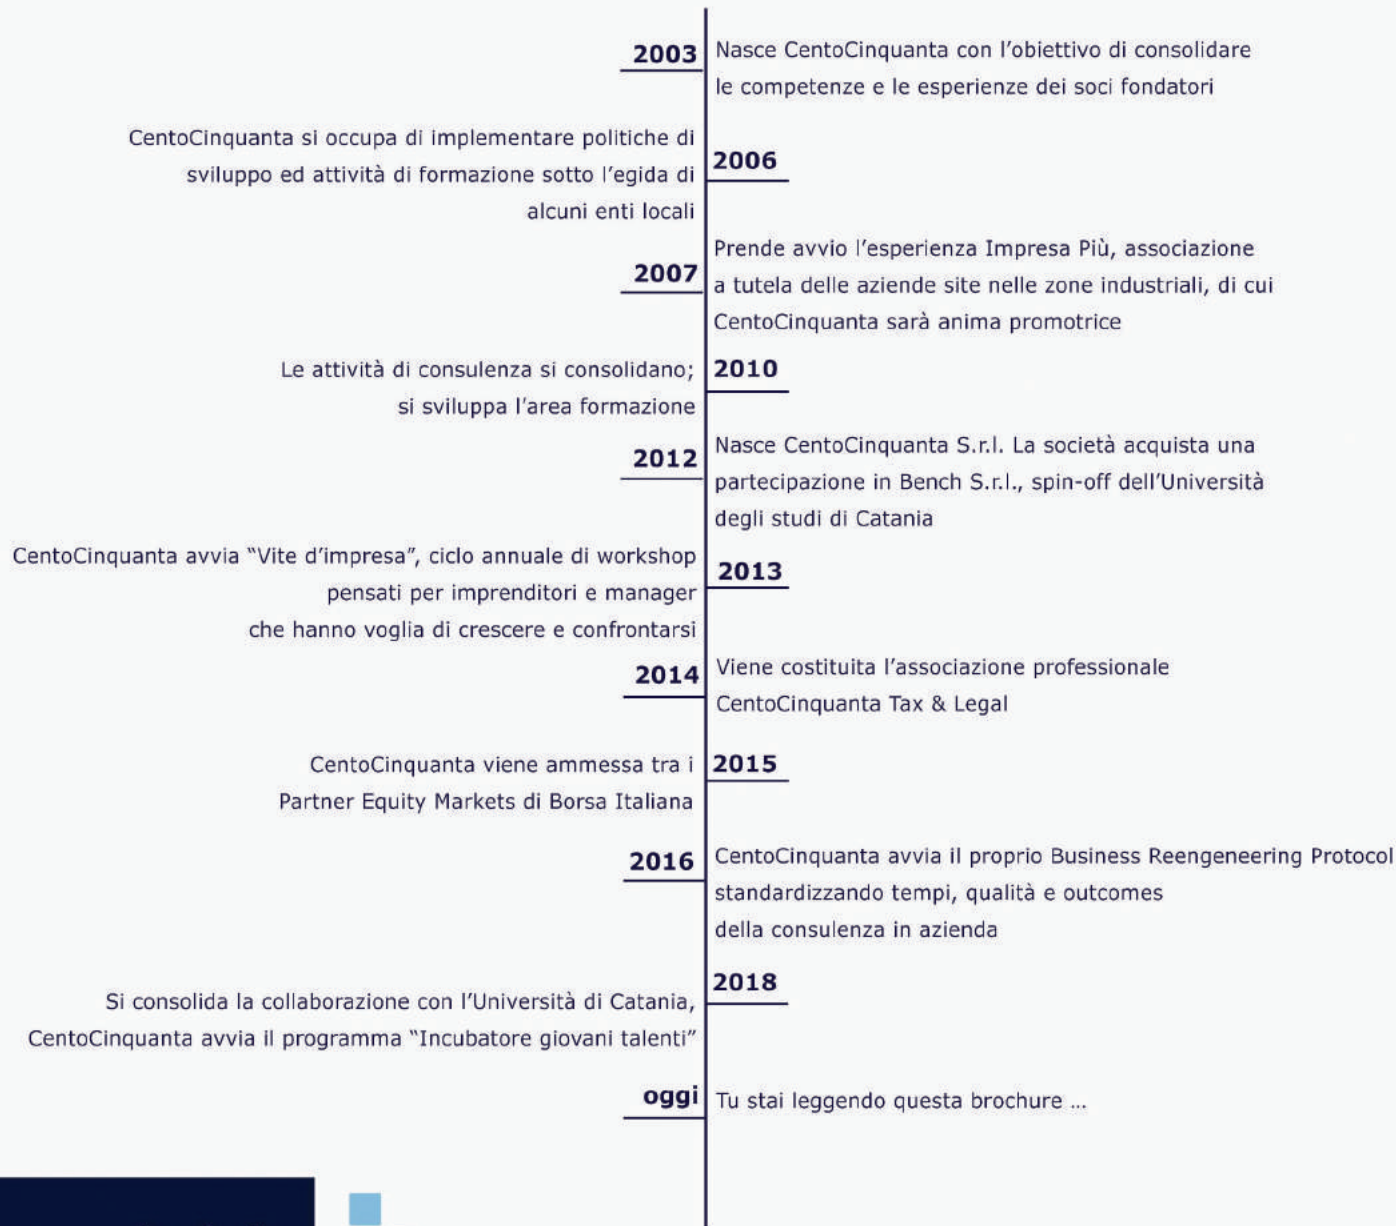 2003
Nasce CentoCinquanta con l'obiettivo di consolidare
le competenze e le esperienze dei soci fondatori
2006
CentoCinquanta si occupa di implementare politiche di
sviluppo ed attività di formazione sotto l'egida di
alcuni enti locali
2007
Prende avvio l'esperienza Impresa Più, associazione
a tutela delle aziende site nelle zone industriali, di cui
CentoCinquanta sarà anima promotrice
2010
Le attività di consulenza si consolidano;
si sviluppa l'area formazione
2012
Nasce CentoCinquanta S.r.l. La società acquista una
partecipazione in Bench S.r.l., spin-off dell'Università
degli studi di Catania
2013
CentoCinquanta avvia “Vite d'impresa”, ciclo annuale di workshop
pensati per imprenditori e manager
che hanno voglia di crescere e confrontarsi
2014
Viene costituita l'associazione professionale
CentoCinquanta Tax & Legal
2015
CentoCinquanta viene ammessa tra i
Partner Equity Markets di Borsa Italiana
2016
CentoCinquanta avvia il proprio Business Reengeneering Protocol
standardizzando tempi, qualità e outcomes
della consulenza in azienda
2018
Si consolida la collaborazione con l'Università di Catania,
CentoCinquanta avvia il programma “Incubatore giovani talenti”
oggi
Tu stai leggendo questa brochure ...